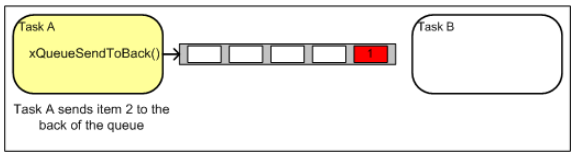 Task A
xQueueSendToBack()
1
Task B
Task A sends item 2 to the
back of the queue